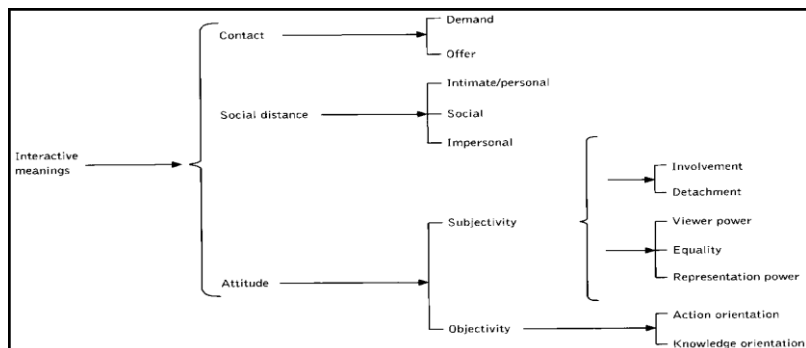 Demand
Contact
Offer
Intimate/personal
Social distance
Social
Impersonal
Interactive
meanings
Involvement
Detachment
Subjectivity
Viewer power
Equality
Representation power
Attitude
Action orientation
Objectivity
Knowledge orientation